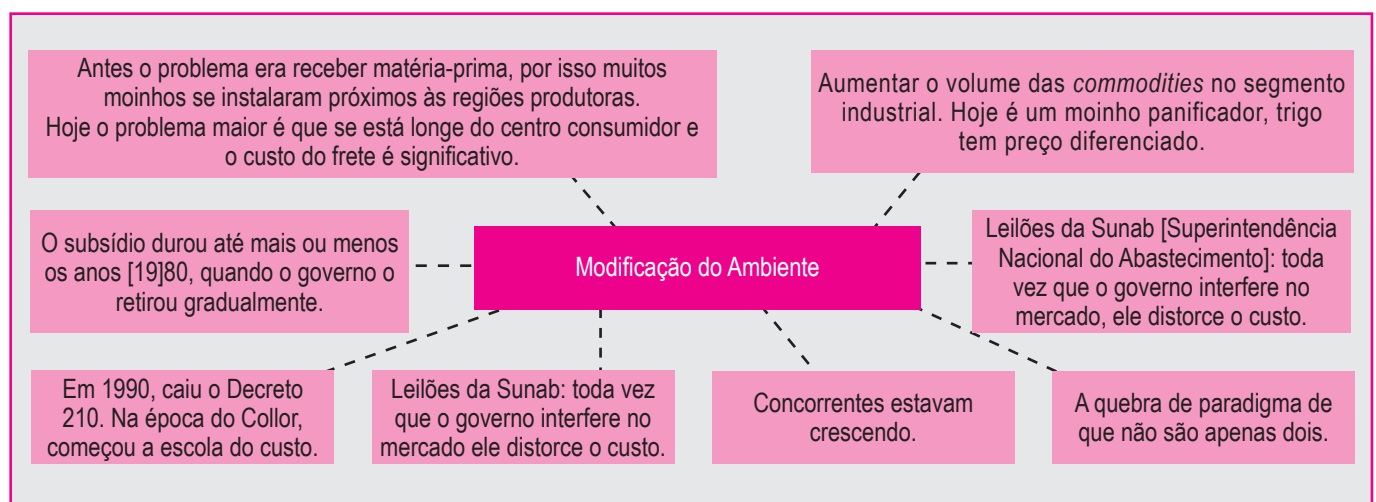 Antes o problema era receber matéria-prima, por isso muitos
moinhos se instalaram próximos às regiões produtoras.
Hoje o problema maior é que se está longe do centro consumidor e
o custo do frete é significativo.
Aumentar o volume das commodities no segmento
industrial. Hoje é um moinho panificador, trigo
tem preço diferenciado.
O subsídio durou até mais ou menos
os anos [19]80, quando o governo o
retirou gradualmente.
Modificação do Ambiente
Leilões da Sunab [Superintendência
Nacional do Abastecimento]: toda
vez que o governo interfere no
mercado, ele distorce o custo.
Em 1990, caiu o Decreto
210. Na época do Collor,
começou a escola do custo.
Leilões da Sunab: toda vez
que o governo interfere no
mercado ele distorce o custo.
Concorrentes estavam
crescendo.
A quebra de paradigma de
que não são apenas dois.